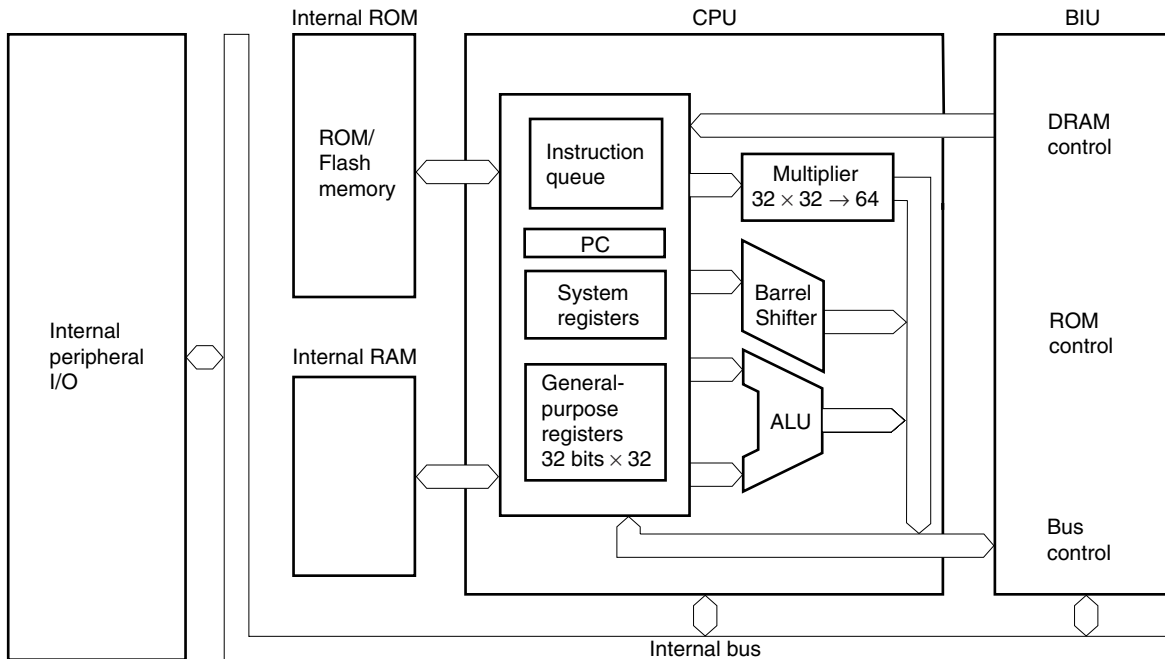 Internal ROM
CPU
BIU
ROM/
Flash
memory
Instruction
queue
Multiplier
32 × 32 → 64
DRAM
control
PC
System
registers
Barrel
Shifter
Internal
peripheral
I/O
Internal RAM
ROM
control
General-
purpose
registers
32 bits × 32
ALU
Bus
control
Internal bus